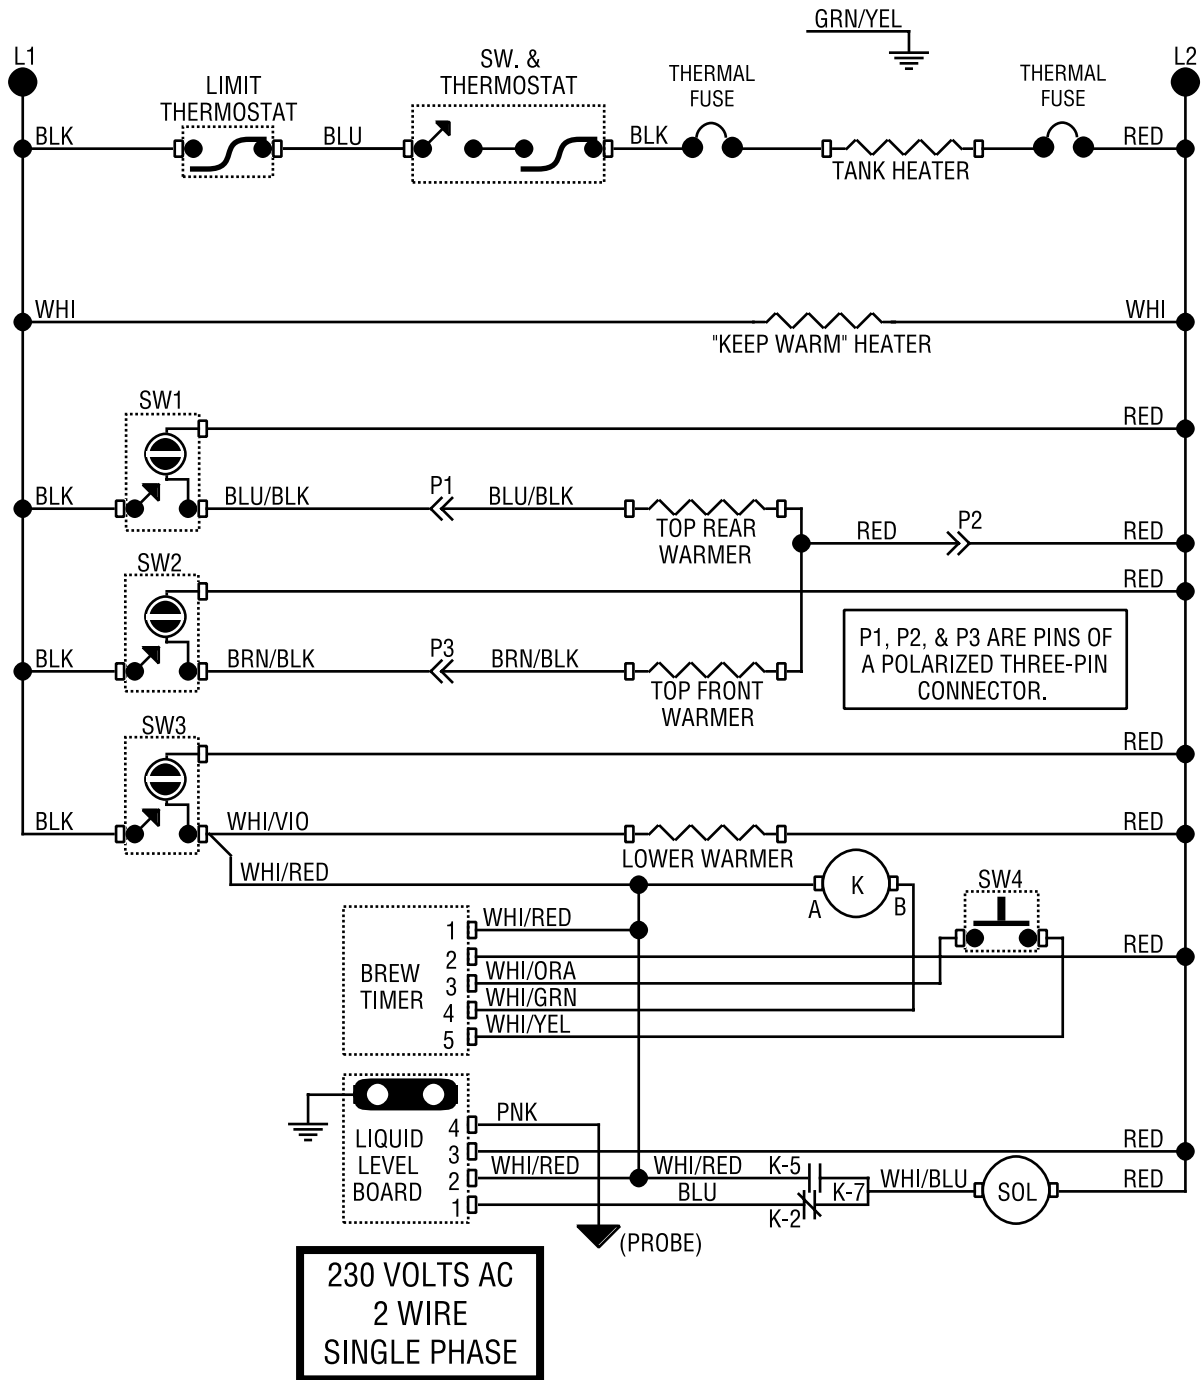 GRN/YEL
L1
SW. &
THERMOSTAT
LIMIT
THERMOSTAT
THERMAL
FUSE
THERMAL
FUSE
L2
BLK
BLU
BLK
RED
TANK HEATER
WHI
WHI
"KEEP WARM" HEATER
SW1
RED
BLK
BLU/BLK
P1
BLU/BLK
TOP REAR
WARMER
RED
P2
RED
SW2
RED
BLK
BRN/BLK
P3
BRN/BLK
TOP FRONT
WARMER
P1, P2, & P3 ARE PINS OF
A POLARIZED THREE-PIN
CONNECTOR.
SW3
RED
BLK
WHI/VIO
RED
LOWER WARMER
WHI/RED
A
K
B
SW4
BREW
TIMER
1
WHI/RED
2
RED
3
WHI/ORA
4
WHI/GRN
5
WHI/YEL
LIQUID
LEVEL
BOARD
4
PNK
3
RED
2
WHI/RED
WHI/RED
K-5
1
BLU
K-2
K-7
WHI/BLU
SOL
RED
(PROBE)
230 VOLTS AC
2 WIRE
SINGLE PHASE